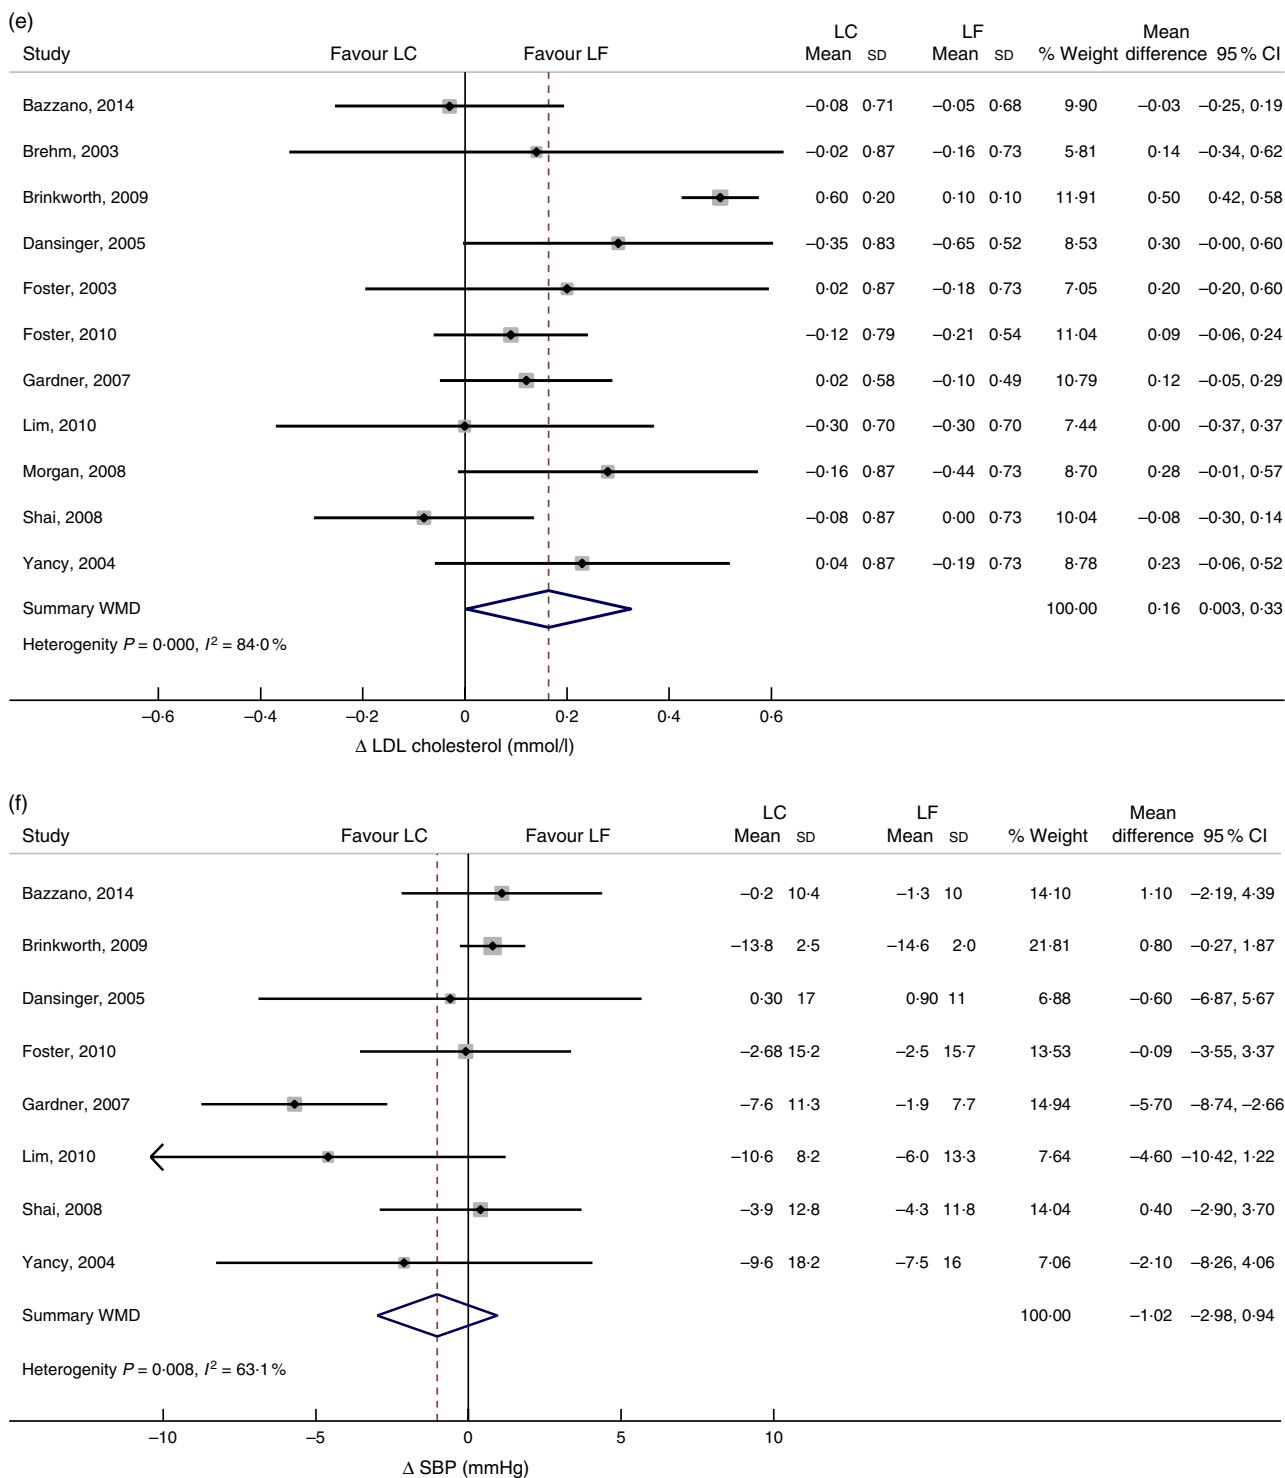 (e)
LC LF Mean
Study Favour LC Favour LF Mean SD Mean SD % Weight difference 95 % CI
Bazzano, 2014 −0·08 0·71 −0·05 0·68 9·90 −0·03 −0·25, 0·19
Brehm, 2003 −0·02 0·87 −0·16 0·73 5·81 0·14 −0·34, 0·62
Brinkworth, 2009 0·60 0·20 0·10 0·10 11·91 0·50 0·42, 0·58
Dansinger, 2005 −0·35 0·83 −0·65 0·52 8·53 0·30 −0·00, 0·60
Foster, 2003 0·02 0·87 −0·18 0·73 7·05 0·20 −0·20, 0·60
Foster, 2010 −0·12 0·79 −0·21 0·54 11·04 0·09 −0·06, 0·24
Gardner, 2007 0·02 0·58 −0·10 0·49 10·79 0·12 −0·05, 0·29
Lim, 2010 −0·30 0·70 −0·30 0·70 7·44 0·00 −0·37, 0·37
Morgan, 2008 −0·16 0·87 −0·44 0·73 8·70 0·28 −0·01, 0·57
Shai, 2008 −0·08 0·87 0·00 0·73 10·04 −0·08 −0·30, 0·14
Yancy, 2004 0·04 0·87 −0·19 0·73 8·78 0·23 −0·06, 0·52
Summary WMD 100·00 0·16 0·003, 0·33
Heterogenity P = 0·000, I² = 84·0 %
−0·6 −0·4 −0·2 0 0·2 0·4 0·6
Δ LDL cholesterol (mmol/l)
(f)
LC LF Mean
Study Favour LC Favour LF Mean SD Mean SD % Weight difference 95 % CI
Bazzano, 2014 −0·2 10·4 −1·3 10 14·10 1·10 −2·19, 4·39
Brinkworth, 2009 −13·8 2·5 −14·6 2·0 21·81 0·80 −0·27, 1·87
Dansinger, 2005 0·30 17 0·90 11 6·88 −0·60 −6·87, 5·67
Foster, 2010 −2·68 15·2 −2·5 15·7 13·53 −0·09 −3·55, 3·37
Gardner, 2007 −7·6 11·3 −1·9 7·7 14·94 −5·70 −8·74, −2·66
Lim, 2010 −10·6 8·2 −6·0 13·3 7·64 −4·60 −10·42, 1·22
Shai, 2008 −3·9 12·8 −4·3 11·8 14·04 0·40 −2·90, 3·70
Yancy, 2004 −9·6 18·2 −7·5 16 7·06 −2·10 −8·26, 4·06
Summary WMD 100·00 −1·02 −2·98, 0·94
Heterogenity P = 0·008, I² = 63·1 %
−10 −5 0 5 10
Δ SBP (mmHg)